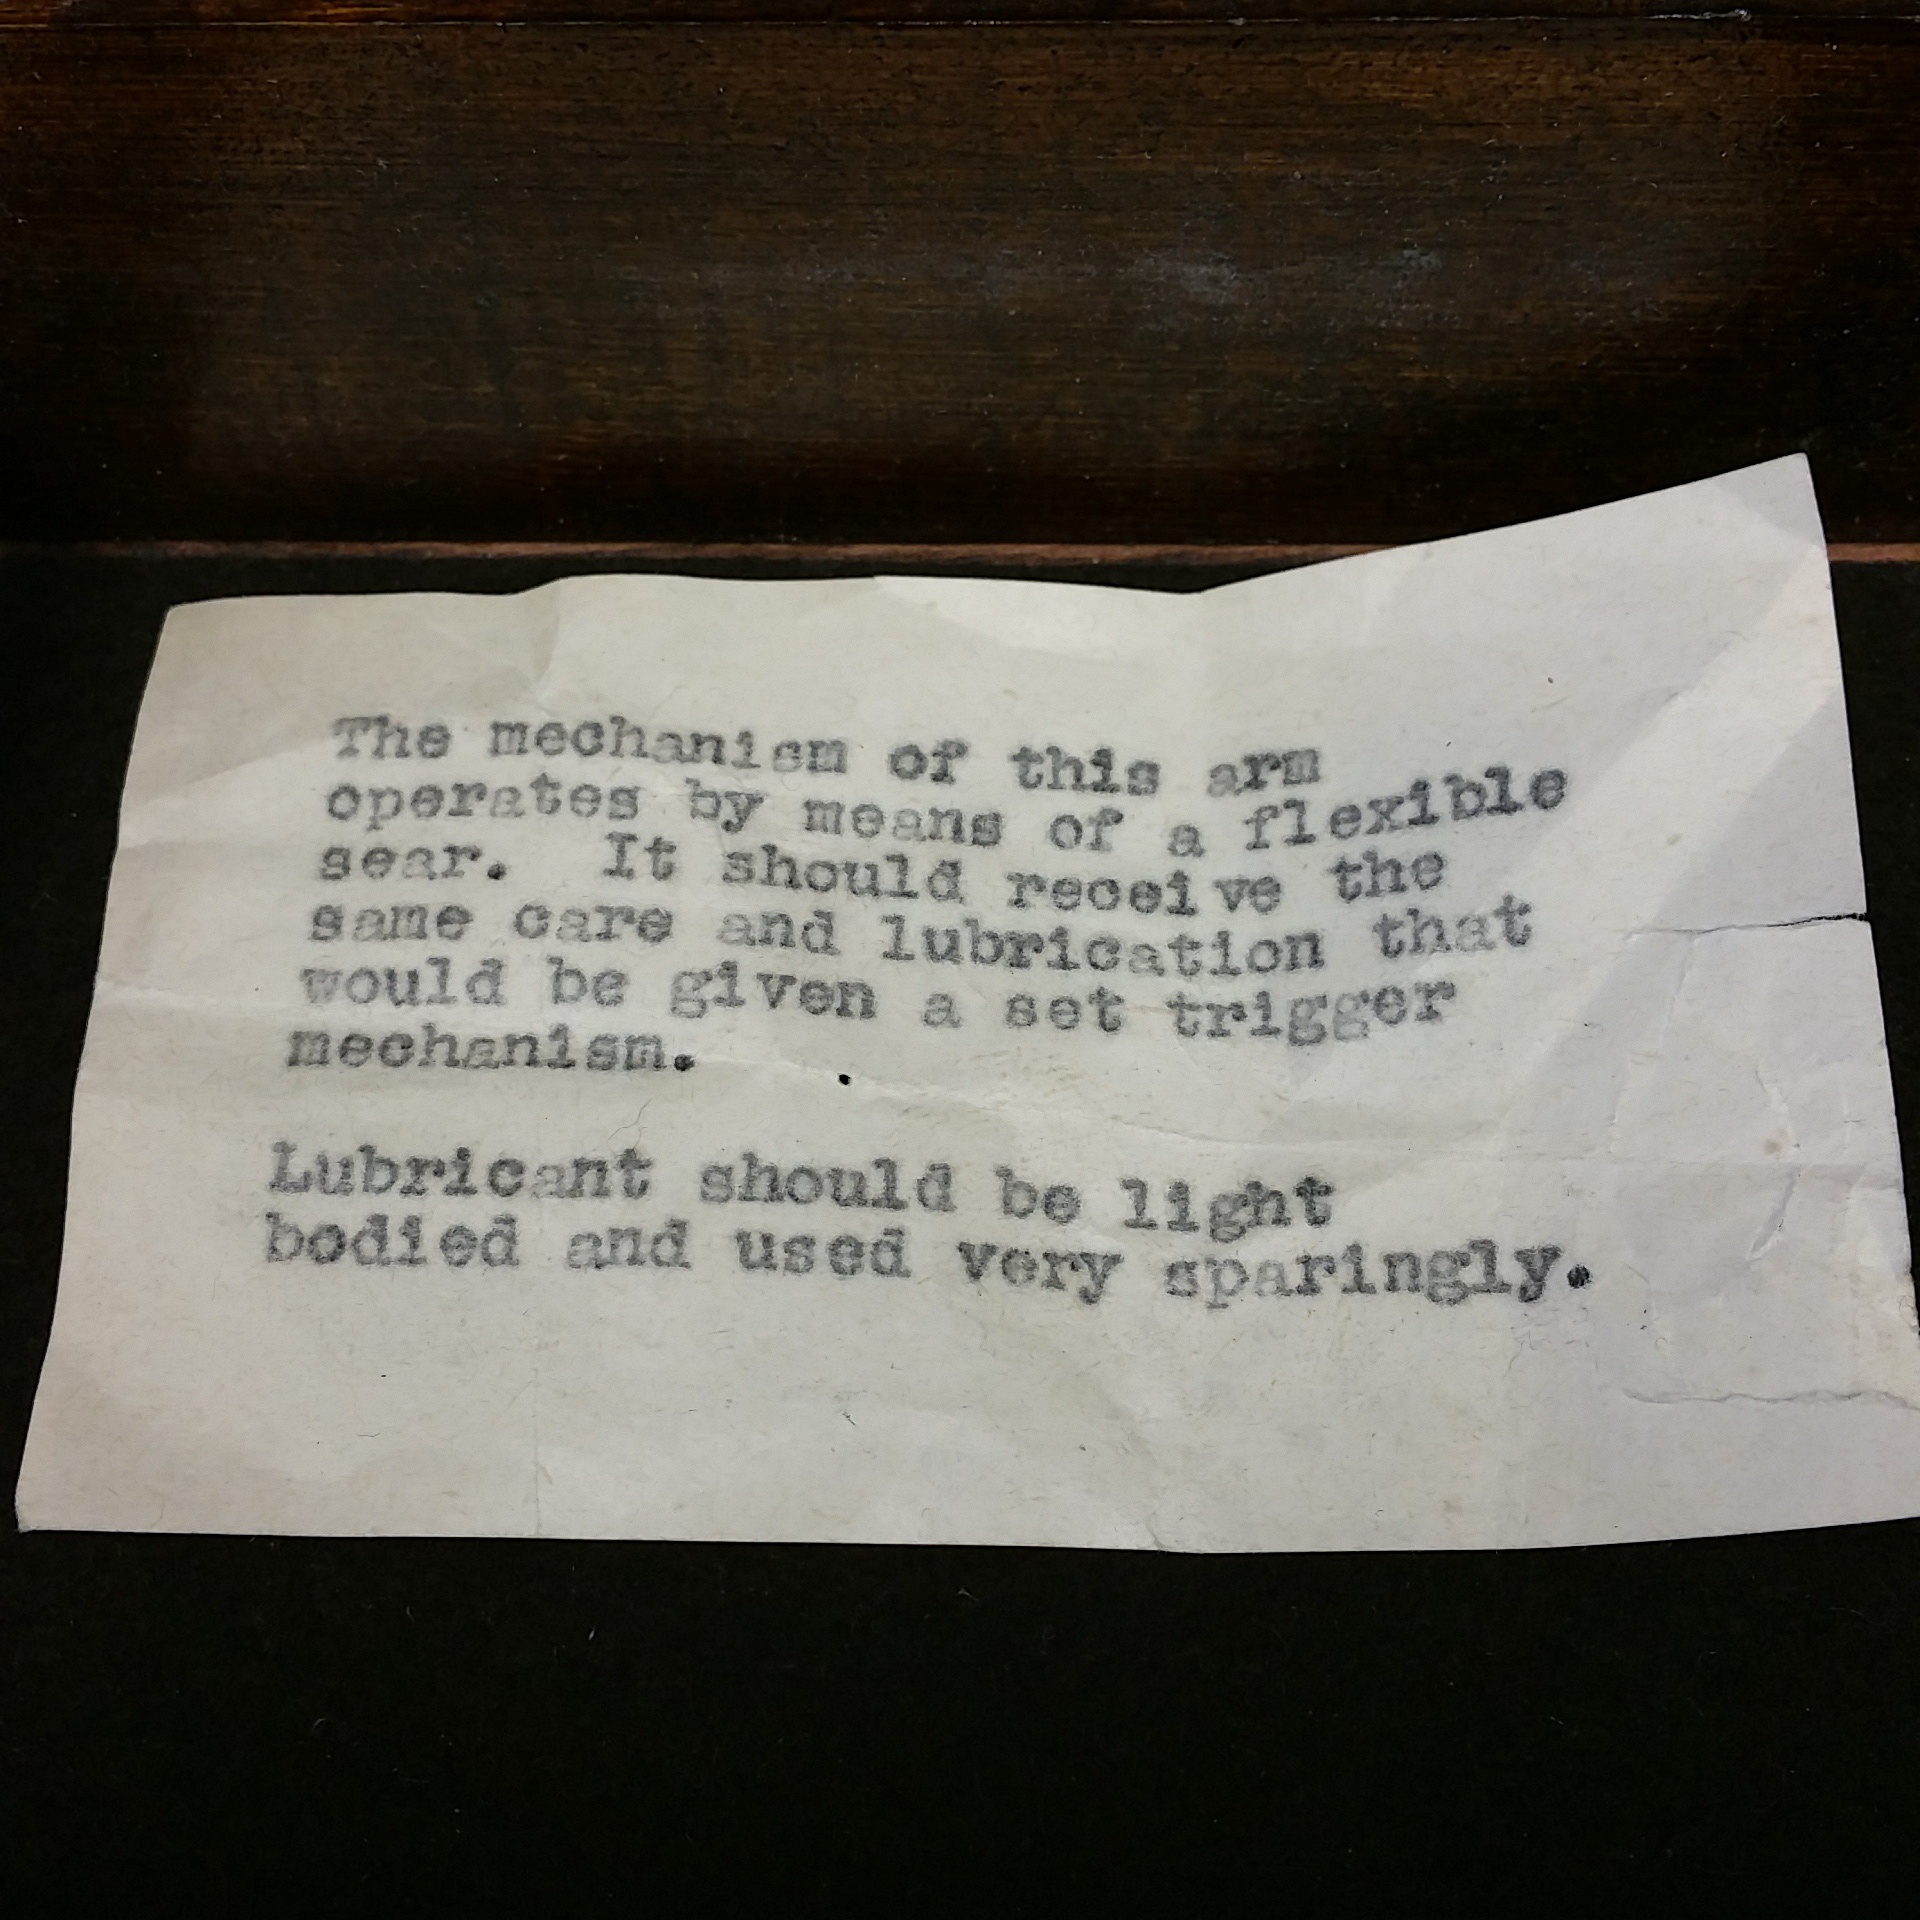 The mechanism of this arm
operates by means of a flexible
sear.  It should receive the
same care and lubrication that
would be given a set trigger
mechanism.

Lubricant should be light
bodied and used very sparingly.